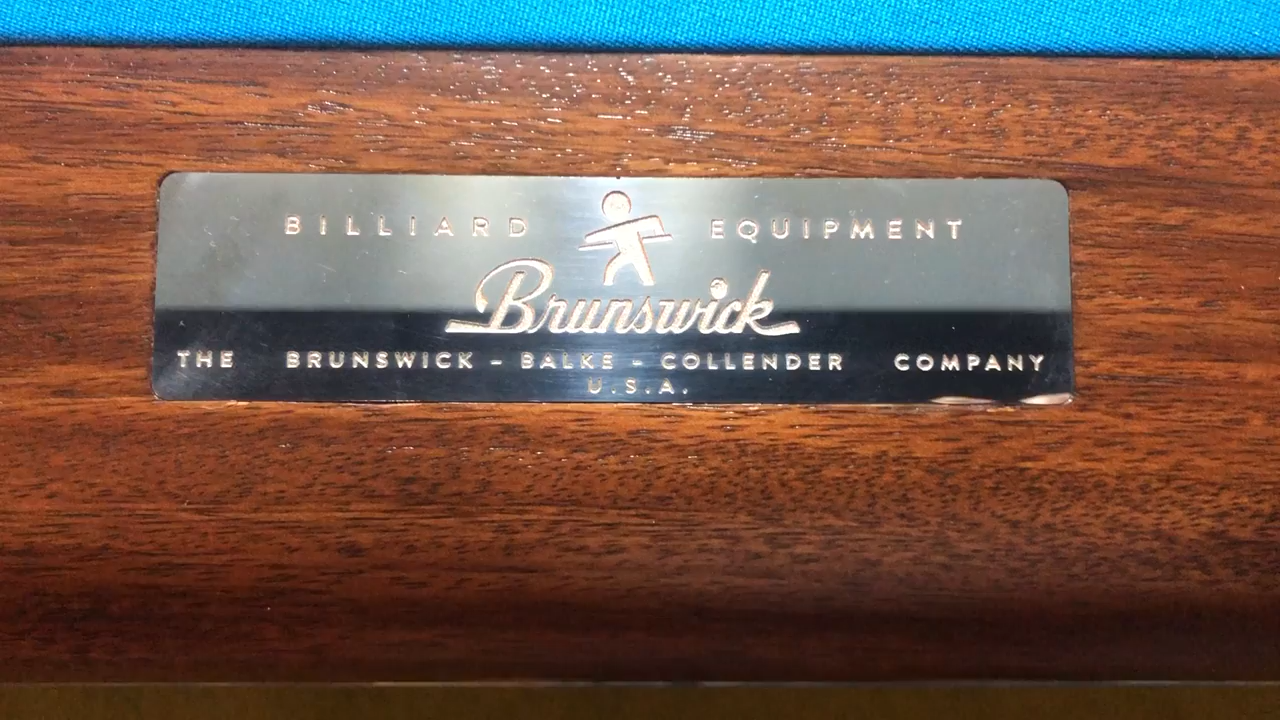 BILLIARD EQUIPMENT
Brunswick
THE BRUNSWICK - BALKE - COLLENDER COMPANY
U.S.A.